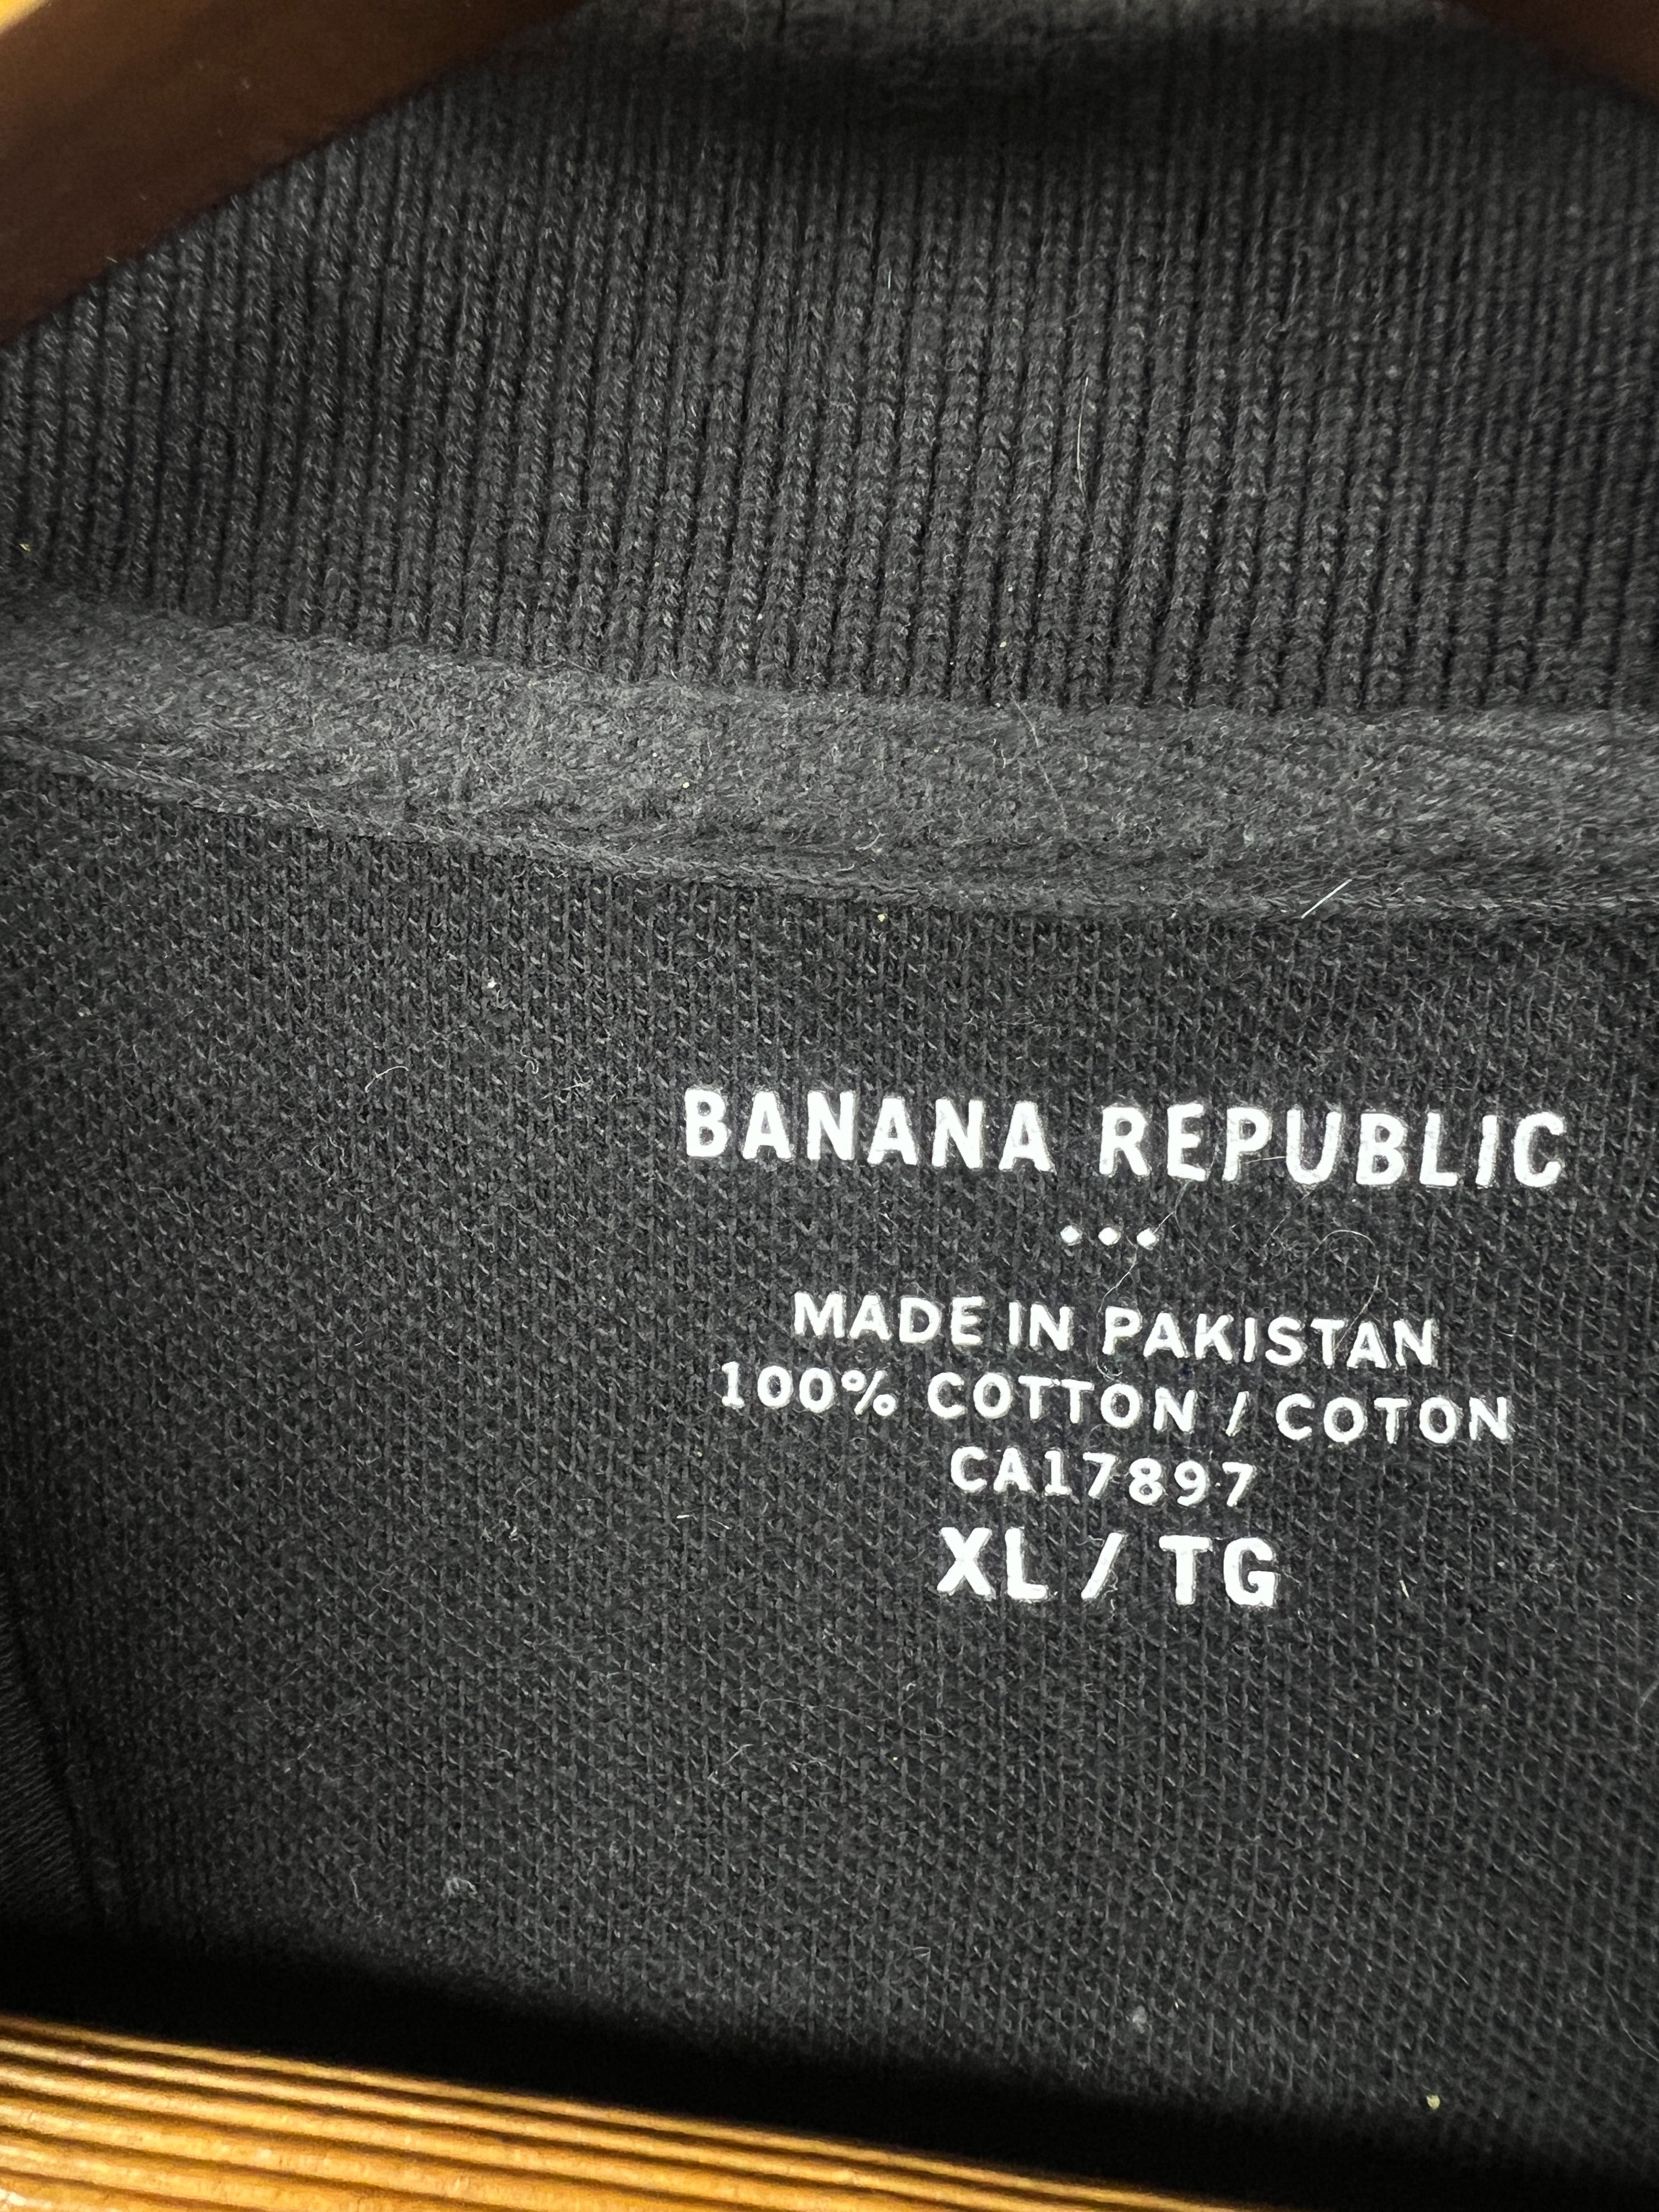 BANANA REPUBLIC
MADE IN PAKISTAN
100% COTTON / COTON
CA17897
XL / TG